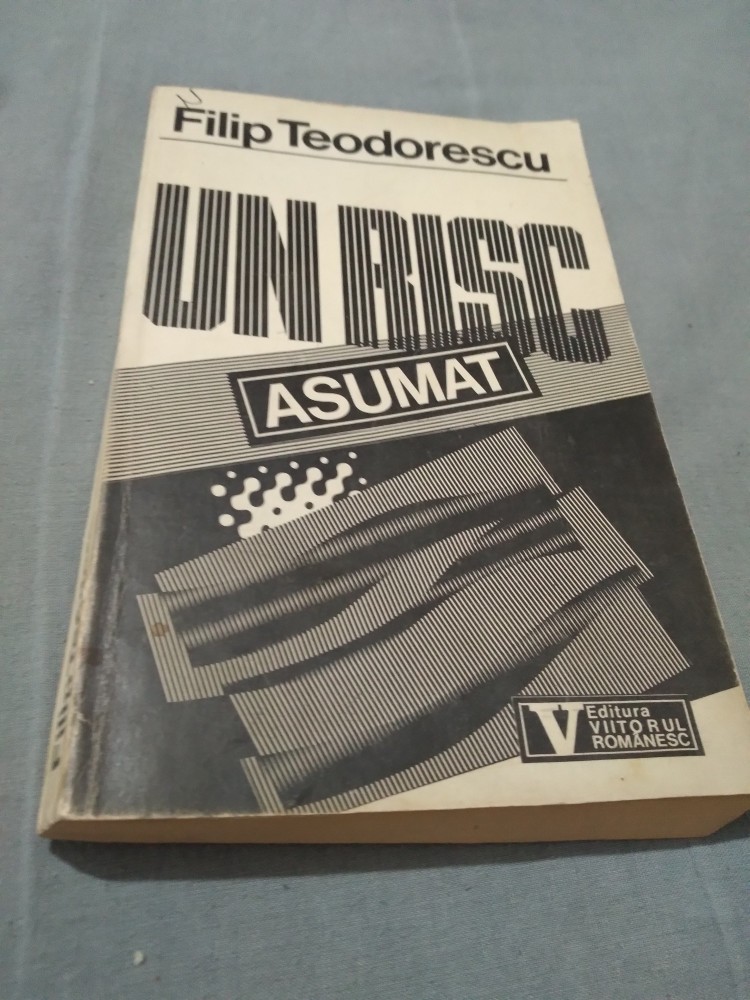 Filip Teodorescu
UN RISC
ASUMAT
V
Editura
VIITORUL
ROMÂNESC